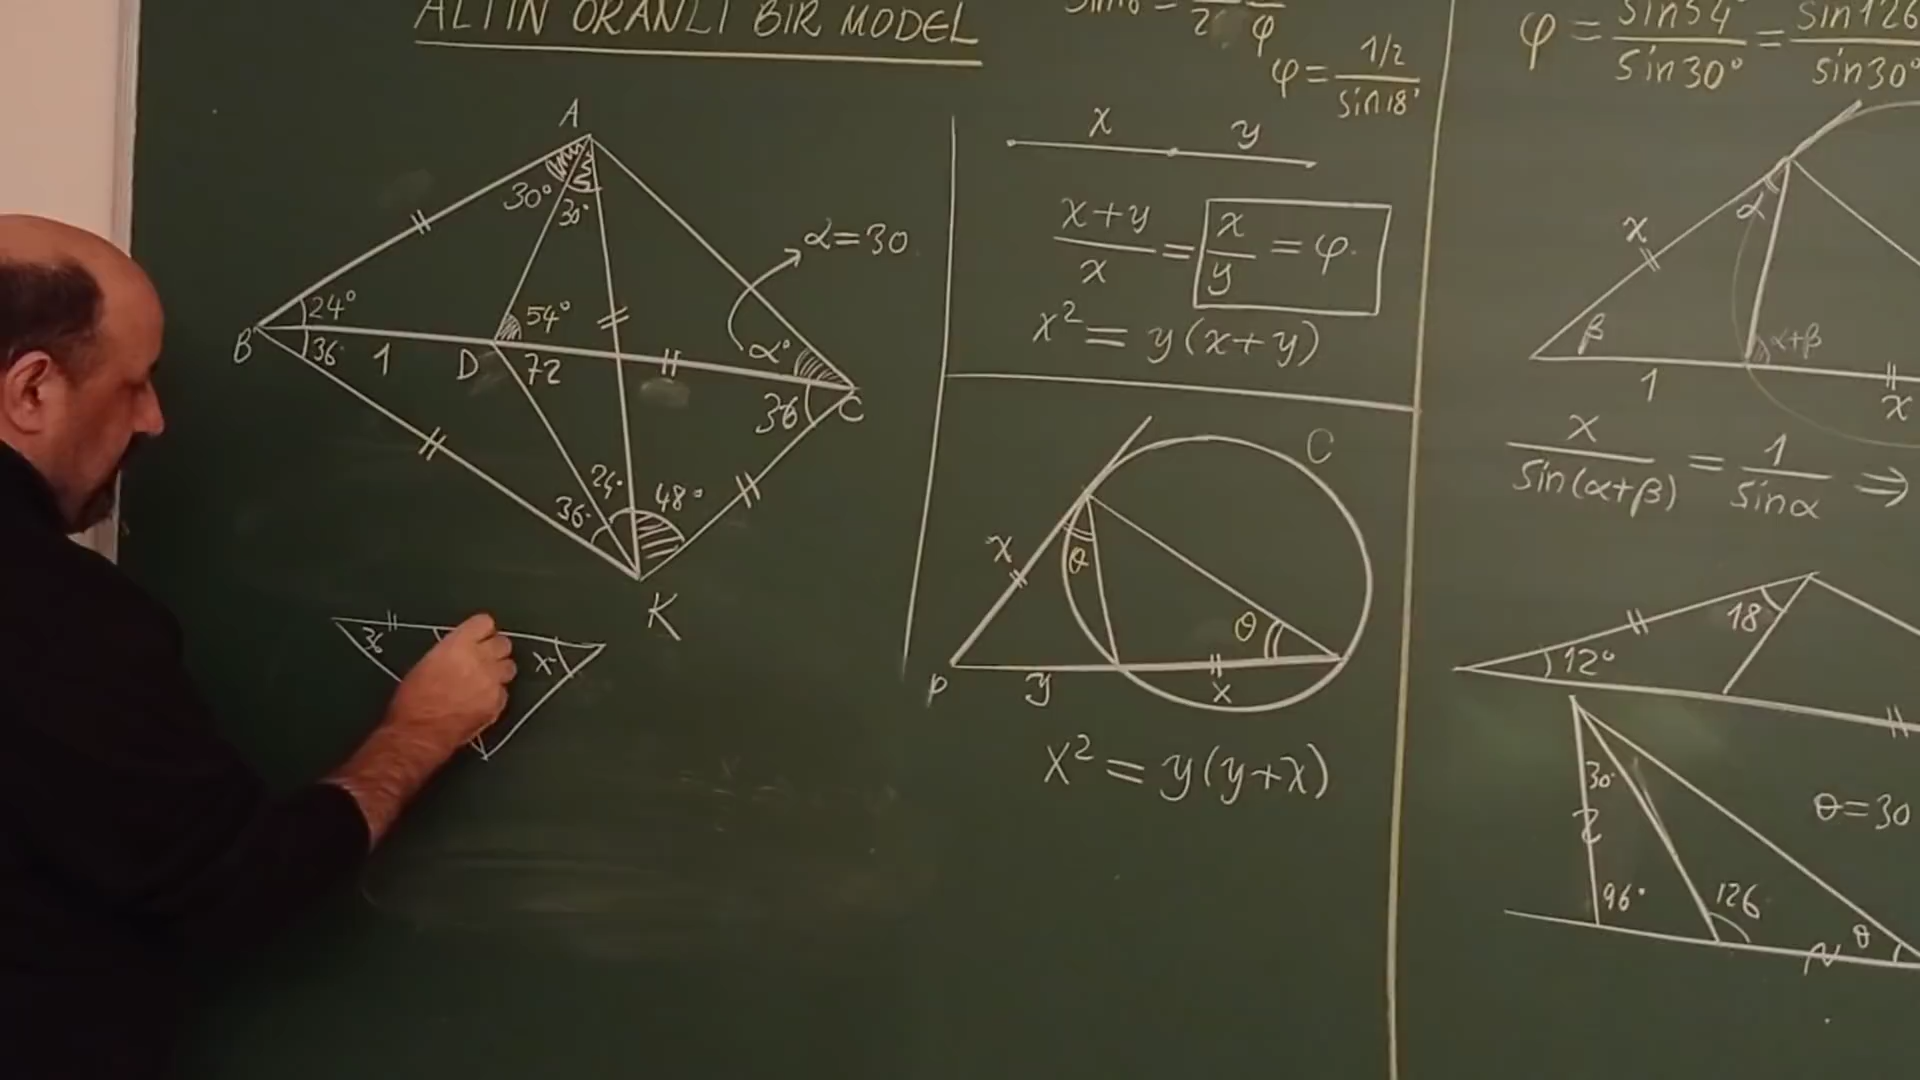 ALTIN ORANLI BİR MODEL
φ = 1/2 / sin18°
φ = sin54° / sin30° = sin126 / sin30°
A
30°
30°
24°
B
36°
1
D
54°
72
α°
α=30
36
C
24°
36°
48°
K
36
x
x y
x+y / x = x / y = φ
x² = y(x+y)
C
x
θ
θ
P
y
x
x² = y(y+x)
x
α
β
α+β
1
x
x / sin(α+β) = 1 / sinα ⇒
18
12°
30°
θ=30
96°
126
θ